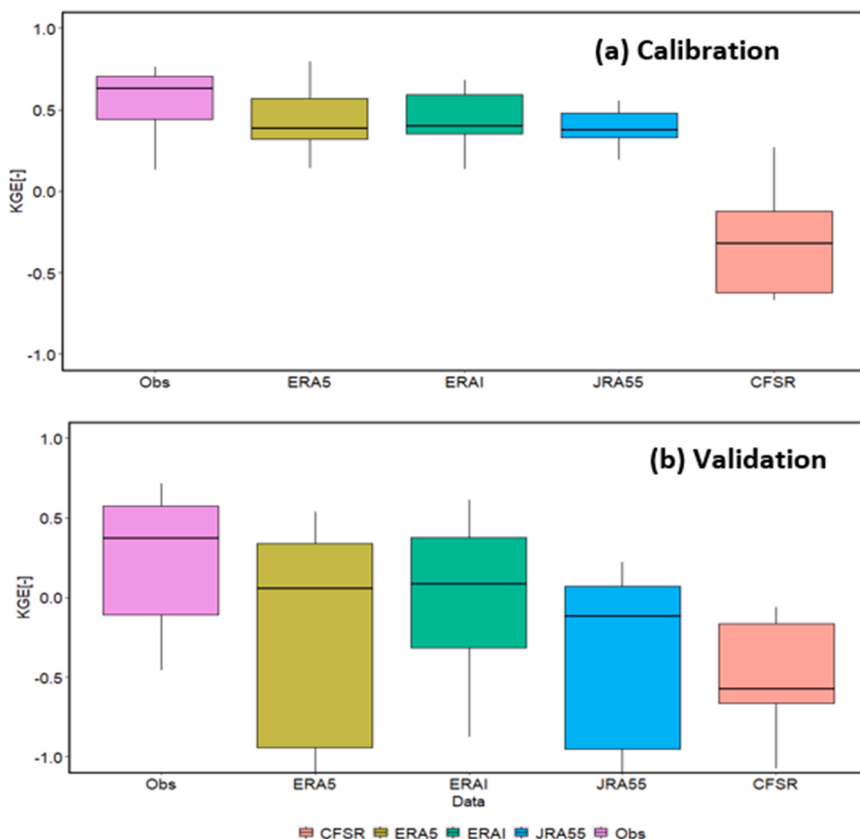 (a) Calibration
1.0
0.5
0.0
-0.5
-1.0
KGE[-]
Obs ERA5 ERAI JRA55 CFSR
(b) Validation
1.0
0.5
0.0
-0.5
-1.0
KGE[-]
Obs ERA5 ERAI JRA55 CFSR
Data
CFSR ERA5 ERAI JRA55 Obs